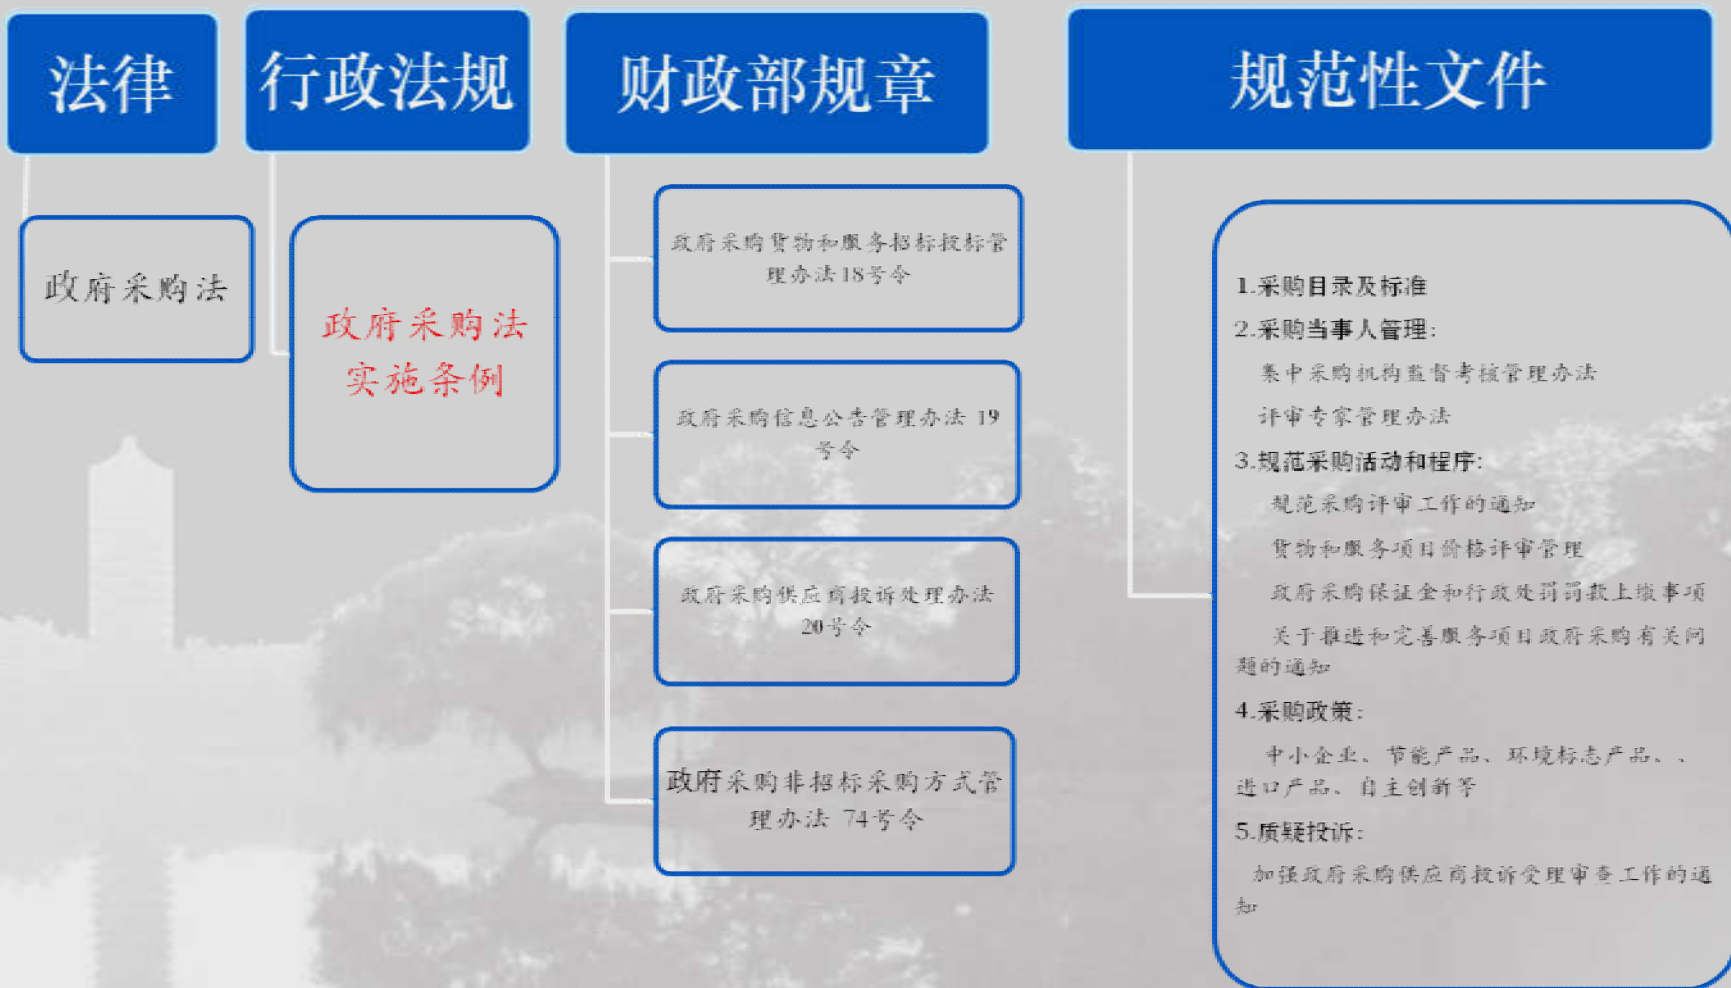 法律
行政法规
财政部规章
规范性文件
政府采购法
政府采购法
实施条例
政府采购货物和服务招标投标管
理办法18号令
政府采购信息公告管理办法 19
号令
政府采购供应商投诉处理办法
20号令
政府采购非招标采购方式管
理办法 74号令
1.采购目录及标准
2.采购当事人管理:
集中采购机构监督考核管理办法
评审专家管理办法
3.规范采购活动和程序:
规范采购评审工作的通知
货物和服务项目价格评审管理
政府采购保证金和行政处罚罚款上缴事项
关于推进和完善服务项目政府采购有关问
题的通知
4.采购政策:
中小企业、节能产品、环境标志产品、、
进口产品、自主创新等
5.质疑投诉:
加强政府采购供应商投诉受理审查工作的通
知